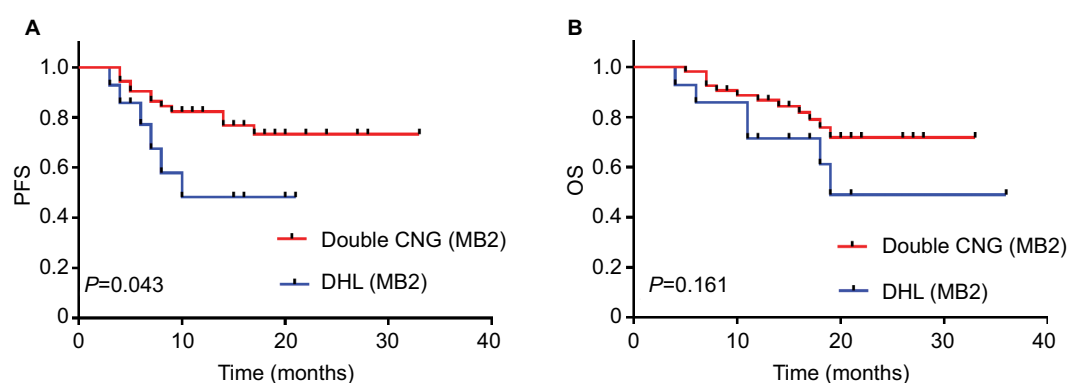 A
PFS
1.0
0.8
0.6
0.4
0.2
0
0 10 20 30 40
Time (months)
Double CNG (MB2)
DHL (MB2)
P=0.043
B
OS
1.0
0.8
0.6
0.4
0.2
0
0 10 20 30 40
Time (months)
Double CNG (MB2)
DHL (MB2)
P=0.161